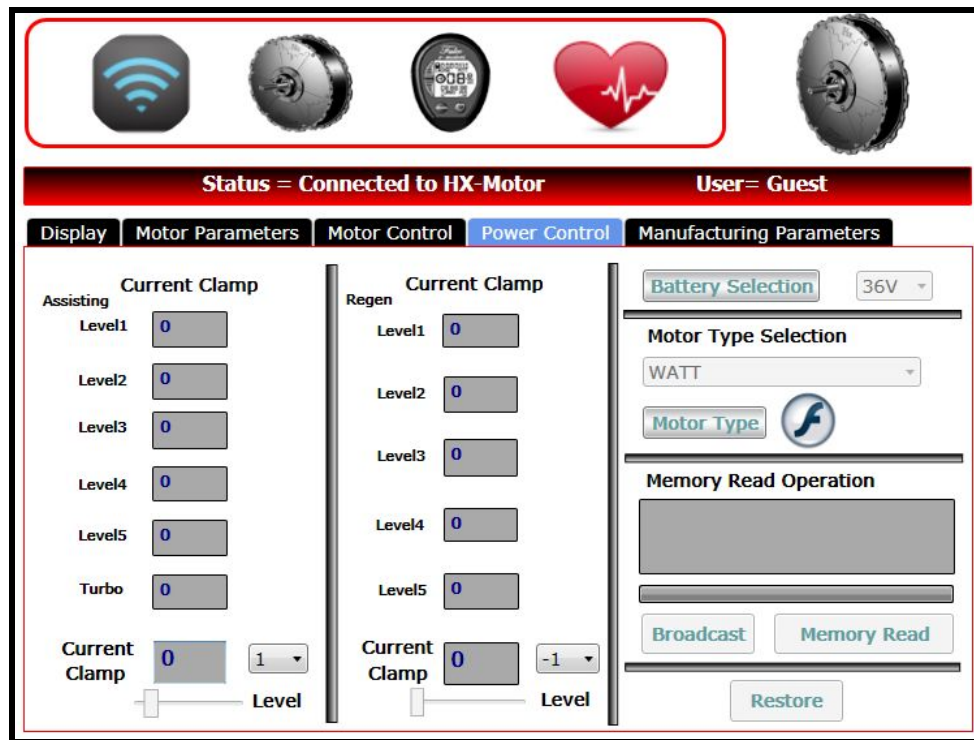 Status = Connected to HX-Motor User= Guest
Display Motor Parameters Motor Control Power Control Manufacturing Parameters
Current Clamp
Assisting
Level1 0
Level2 0
Level3 0
Level4 0
Level5 0
Turbo 0
Current Clamp 0 1
Level
Current Clamp
Regen
Level1 0
Level2 0
Level3 0
Level4 0
Level5 0
Current Clamp 0 -1
Level
Battery Selection 36V
Motor Type Selection
WATT
Motor Type
Memory Read Operation
Broadcast Memory Read
Restore